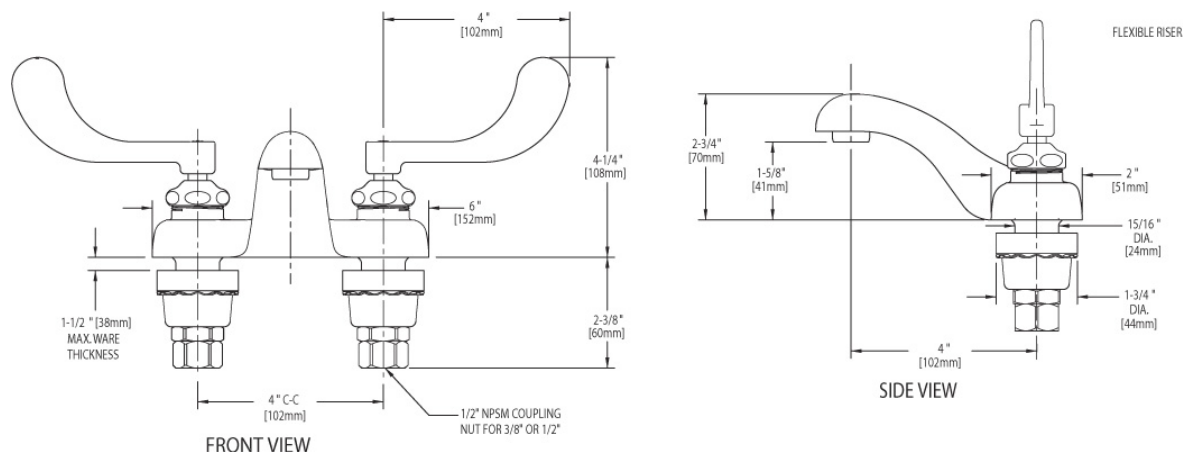 4 "
[102mm]
4-1/4"
[108mm]
6 "
[152mm]
1-1/2 " [38mm]
MAX. WARE
THICKNESS
2-3/8"
[60mm]
4" C-C
[102mm]
1/2" NPSM COUPLING
NUT FOR 3/8" OR 1/2"
FRONT VIEW
FLEXIBLE RISER
2-3/4"
[70mm]
1-5/8"
[41mm]
2 "
[51mm]
15/16 "
DIA.
[24mm]
1-3/4 "
DIA.
[44mm]
4 "
[102mm]
SIDE VIEW